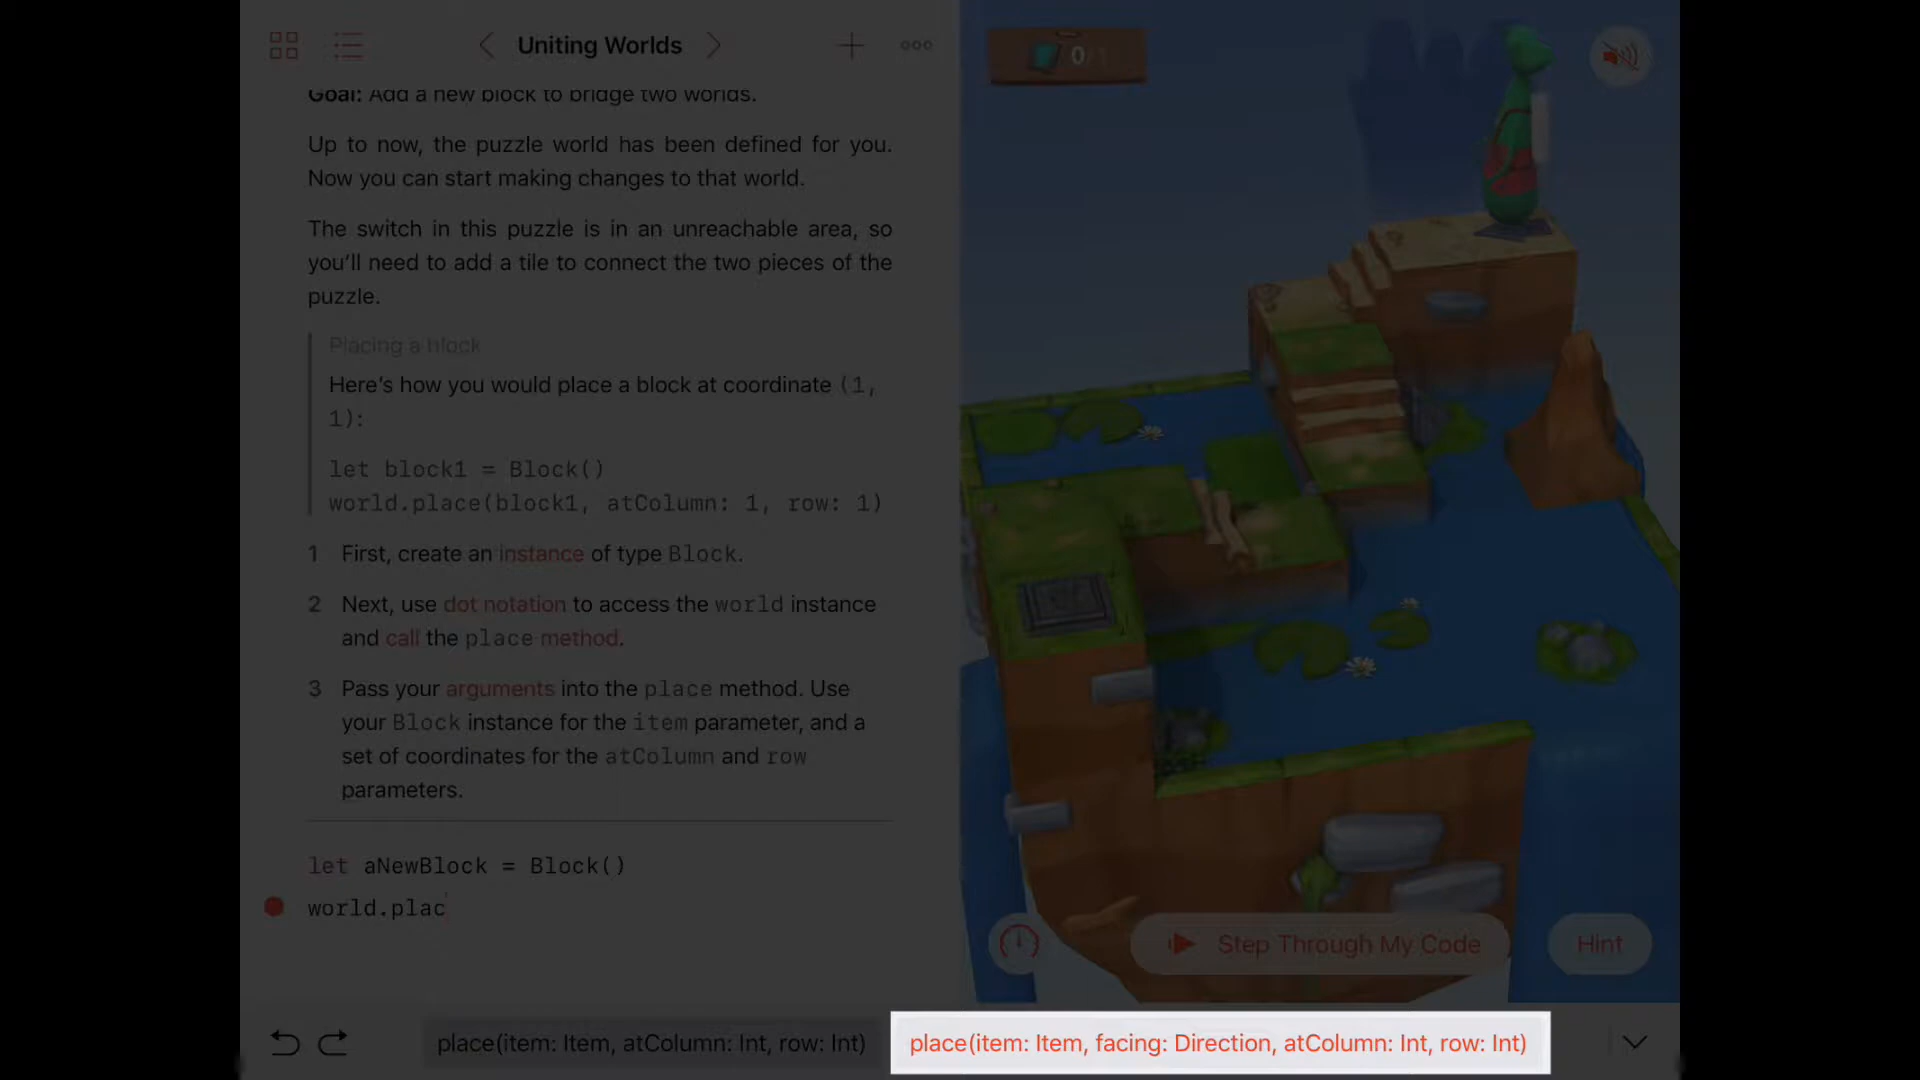 Uniting Worlds
Goal: Add a new block to bridge two worlds.
Up to now, the puzzle world has been defined for you.
Now you can start making changes to that world.
The switch in this puzzle is in an unreachable area, so
you’ll need to add a tile to connect the two pieces of the
puzzle.
Placing a block
Here’s how you would place a block at coordinate (1,
1):
let block1 = Block()
world.place(block1, atColumn: 1, row: 1)
1 First, create an instance of type Block.
2 Next, use dot notation to access the world instance
and call the place method.
3 Pass your arguments into the place method. Use
your Block instance for the item parameter, and a
set of coordinates for the atColumn and row
parameters.
let aNewBlock = Block()
world.plac
0/1
Step Through My Code
Hint
place(item: Item, atColumn: Int, row: Int)
place(item: Item, facing: Direction, atColumn: Int, row: Int)